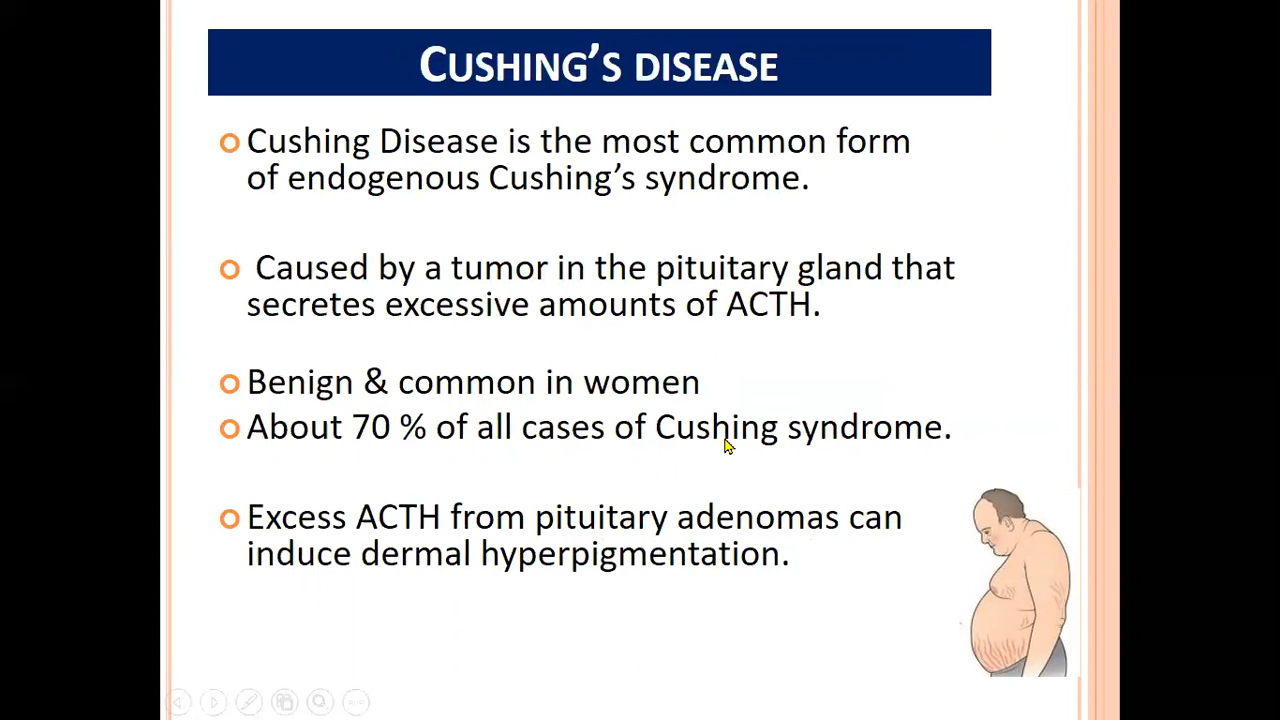 CUSHING'S DISEASE
Cushing Disease is the most common form
of endogenous Cushing's syndrome.
Caused by a tumor in the pituitary gland that
secretes excessive amounts of ACTH.
Benign & common in women
About 70 % of all cases of Cushing syndrome.
Excess ACTH from pituitary adenomas can
induce dermal hyperpigmentation.